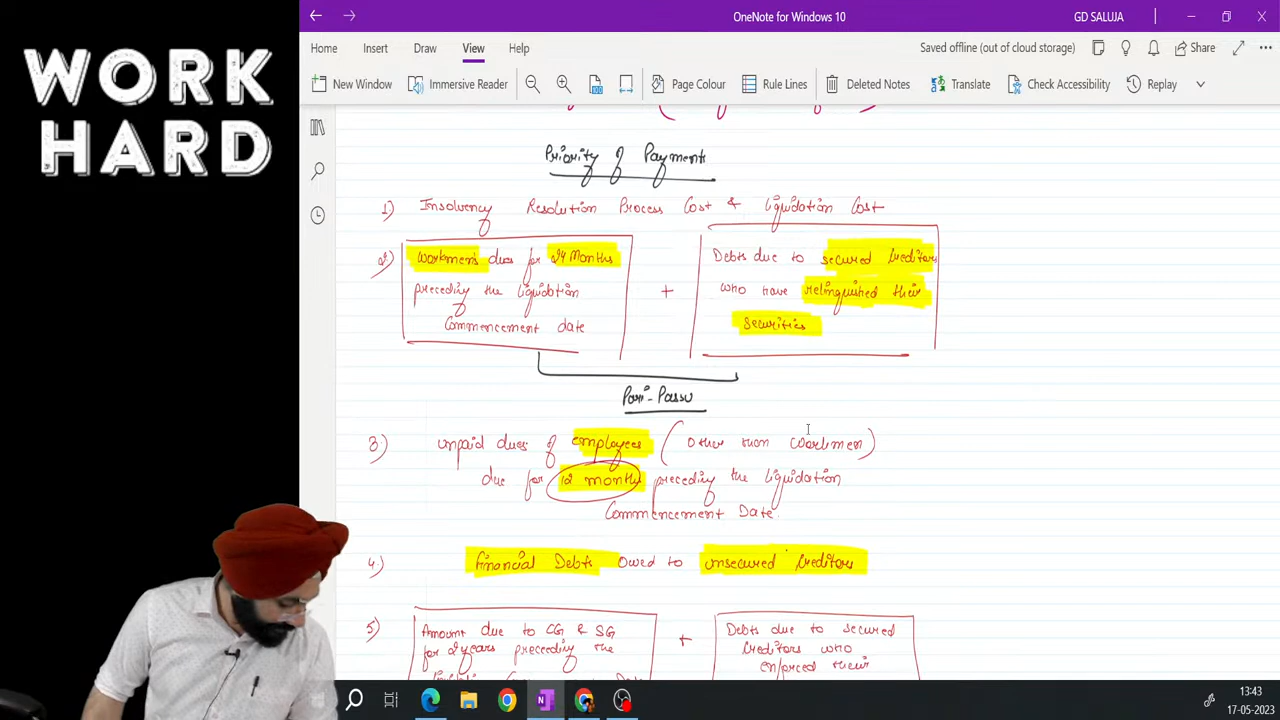 WORK
HARD
OneNote for Windows 10
GD SALUJA
Home
Insert
Draw
View
Help
Saved offline (out of cloud storage)
Share
New Window
Immersive Reader
Page Colour
Rule Lines
Deleted Notes
Translate
Check Accessibility
Replay
Priority of Payment
1) Insolvency Resolution Process Cost & liquidation Cost
2) Workmen's dues for 24 Months
preceding the liquidation
Commencement date
+
Debts due to secured Creditors
who have relinquished their
securities
Pari-Passu
3) unpaid dues of employees (other than workmen)
due for 12 months preceding the liquidation
Commencement Date.
4) financial Debts owed to unsecured Creditors
5) Amount due to CG & SG
for 2 years preceeding the
+
Debts due to secured
Creditors who
enforced their
13:43
17-05-2023